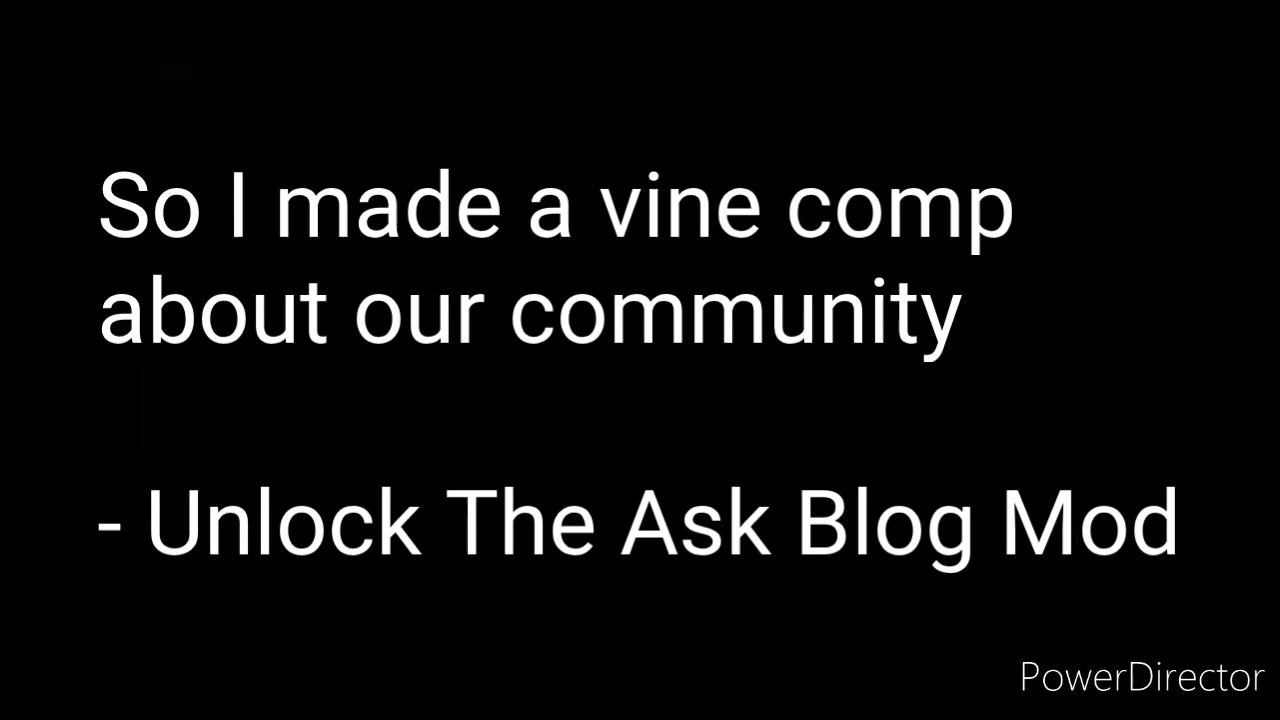 So I made a vine comp
about our community
- Unlock The Ask Blog Mod
PowerDirector